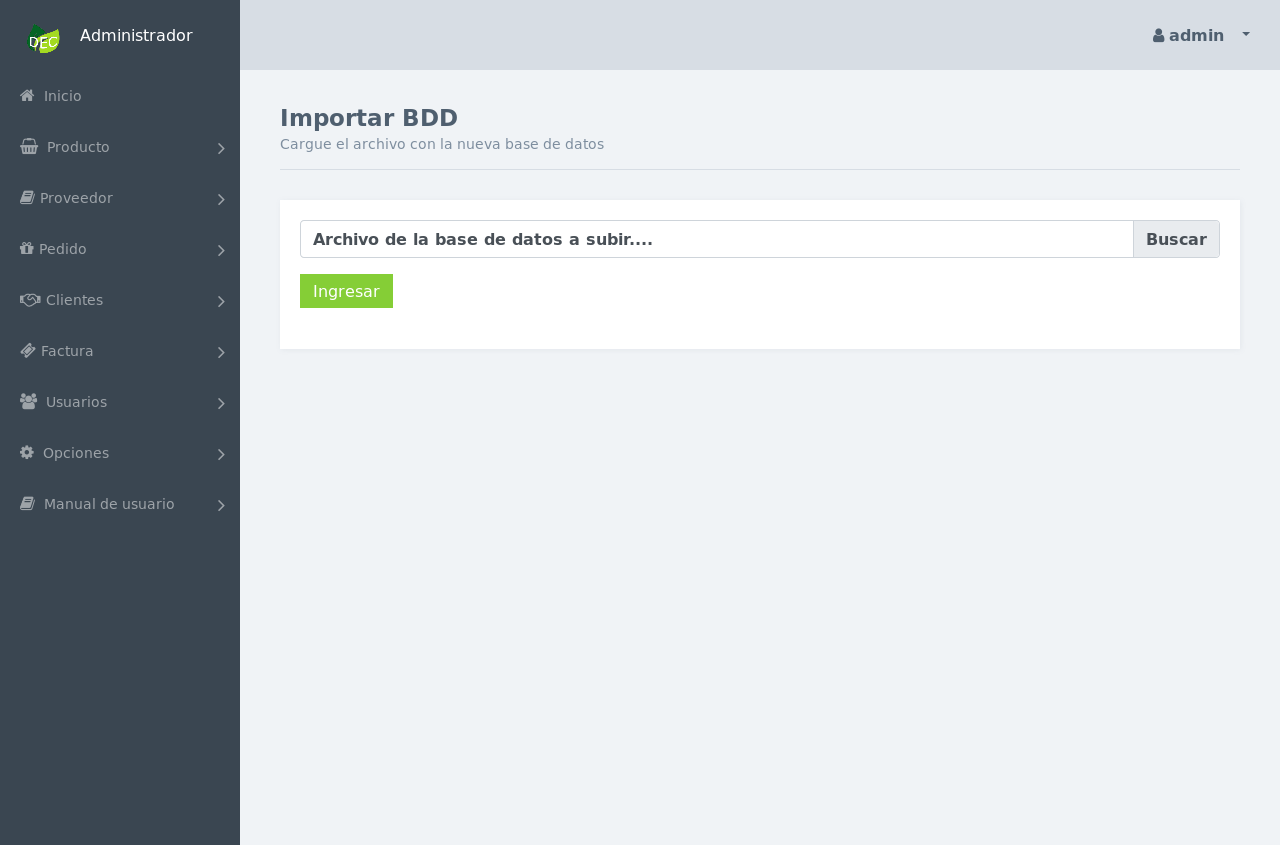 DEC
Administrador
admin
Inicio
Producto
Proveedor
Pedido
Clientes
Factura
Usuarios
Opciones
Manual de usuario
Importar BDD
Cargue el archivo con la nueva base de datos
Archivo de la base de datos a subir.... Buscar
Ingresar